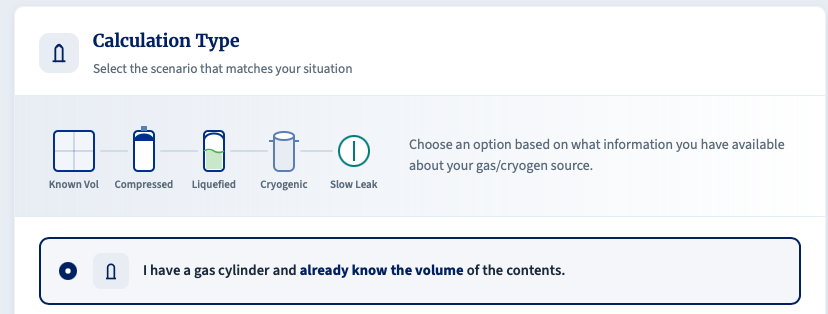 Calculation Type
Select the scenario that matches your situation
Known Vol
Compressed
Liquefied
Cryogenic
Slow Leak
Choose an option based on what information you have available
about your gas/cryogen source.
I have a gas cylinder and already know the volume of the contents.